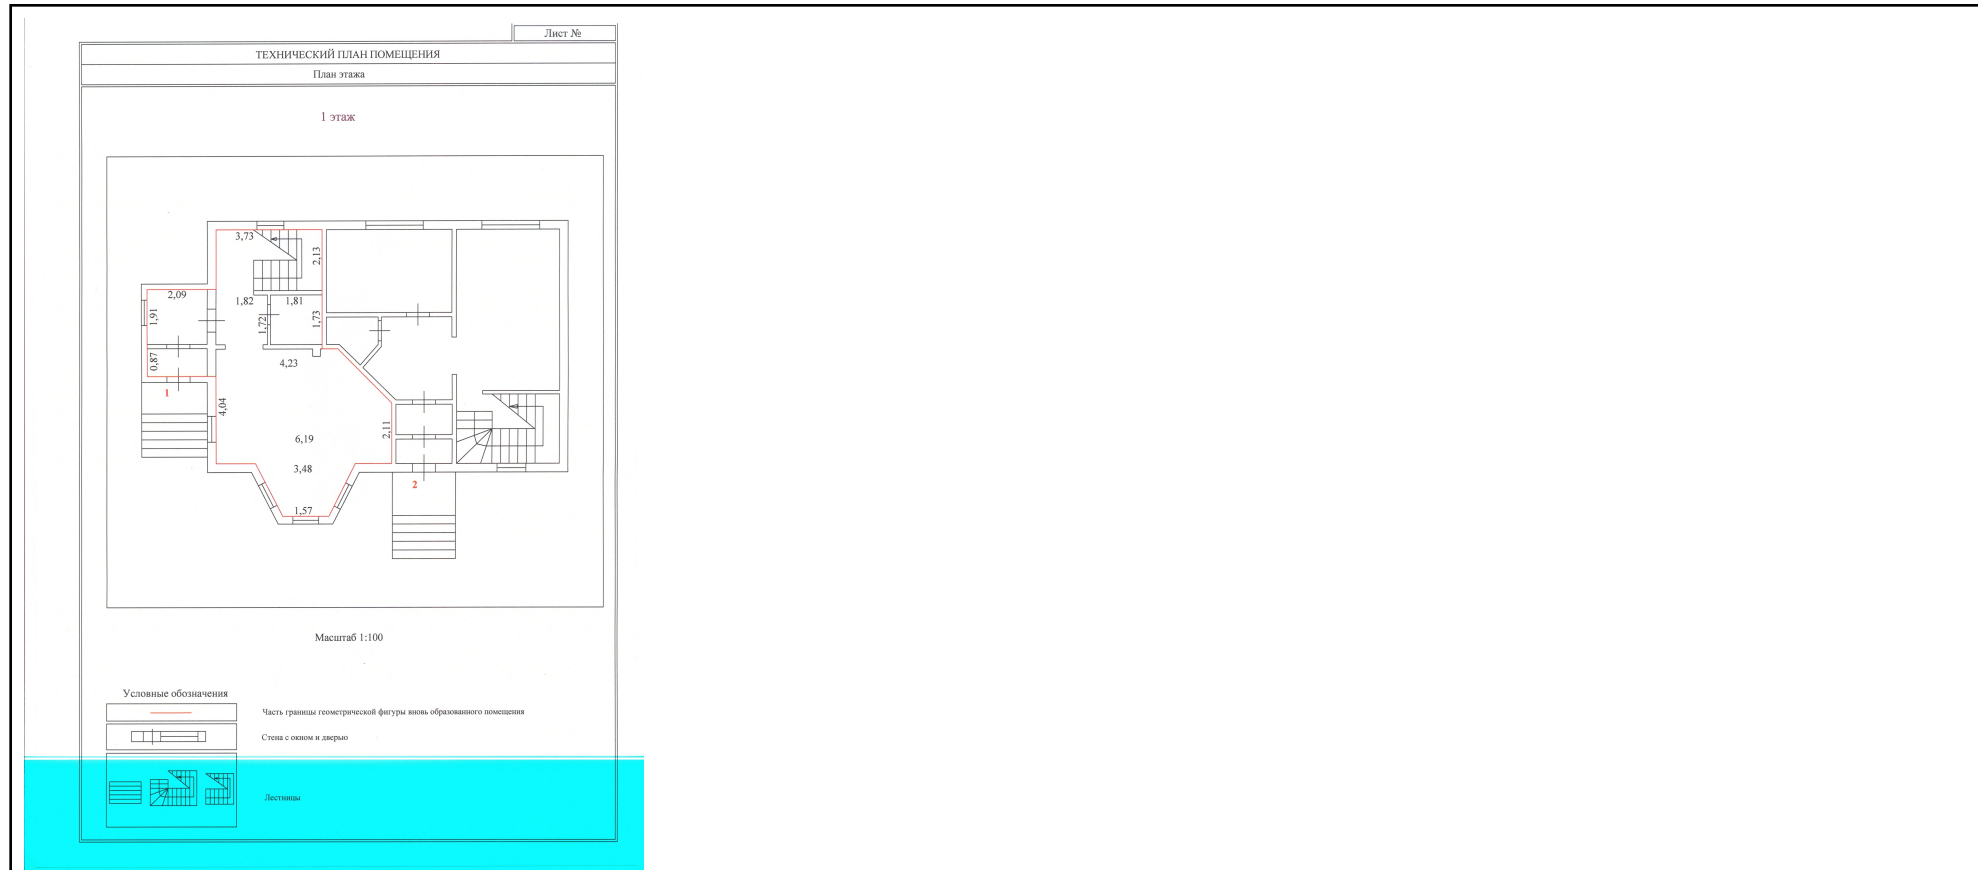 Лист №
ТЕХНИЧЕСКИЙ ПЛАН ПОМЕЩЕНИЯ
План этажа
1 этаж
3,73
2,13
2,09
1,82
1,81
1,91
1,72
1,73
0,87
4,23
1
4,04
2,11
6,19
3,48
2
1,57
Масштаб 1:100
Условные обозначения
Часть границы геометрической фигуры вновь образованного помещения
Стена с окном и дверью
Лестницы